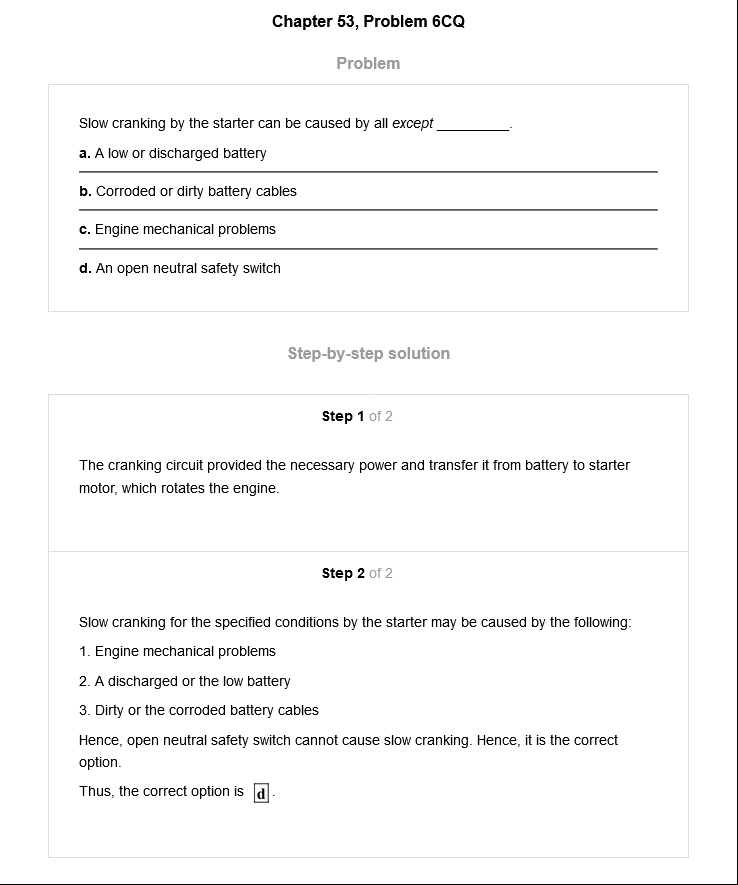 Chapter 53, Problem 6CQ
Problem
Slow cranking by the starter can be caused by all except _________.
a. A low or discharged battery
b. Corroded or dirty battery cables
c. Engine mechanical problems
d. An open neutral safety switch
Step-by-step solution
Step 1 of 2
The cranking circuit provided the necessary power and transfer it from battery to starter
motor, which rotates the engine.
Step 2 of 2
Slow cranking for the specified conditions by the starter may be caused by the following:
1. Engine mechanical problems
2. A discharged or the low battery
3. Dirty or the corroded battery cables
Hence, open neutral safety switch cannot cause slow cranking. Hence, it is the correct
option.
Thus, the correct option is d.